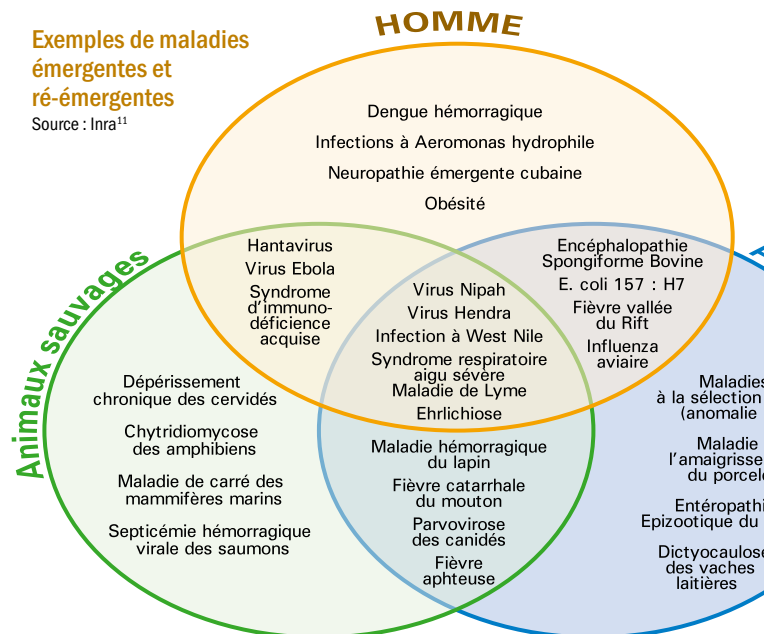 HOMME
Exemples de maladies
émergentes et
ré-émergentes
Source : Inra11
Dengue hémorragique
Infections à Aeromonas hydrophile
Neuropathie émergente cubaine
Obésité
Animaux sauvages
Hantavirus
Virus Ebola
Syndrome
d'immuno-
déficience
acquise
Virus Nipah
Virus Hendra
Infection à West Nile
Syndrome respiratoire
aigu sévère
Maladie de Lyme
Ehrlichiose
Encéphalopathie
Spongiforme Bovine
E. coli 157 : H7
Fièvre vallée
du Rift
Influenza
aviaire
Dépérissement
chronique des cervidés
Chytridiomycose
des amphibiens
Maladie de carré des
mammifères marins
Septicémie hémorragique
virale des saumons
Maladie hémorragique
du lapin
Fièvre catarrhale
du mouton
Parvovirose
des canidés
Fièvre
aphteuse
Maladies
à la sélection
(anomalie
Maladie
l'amaigrisse
du porcel
Entéropathi
Epizootique du
Dictyocaulose
des vaches
laitières